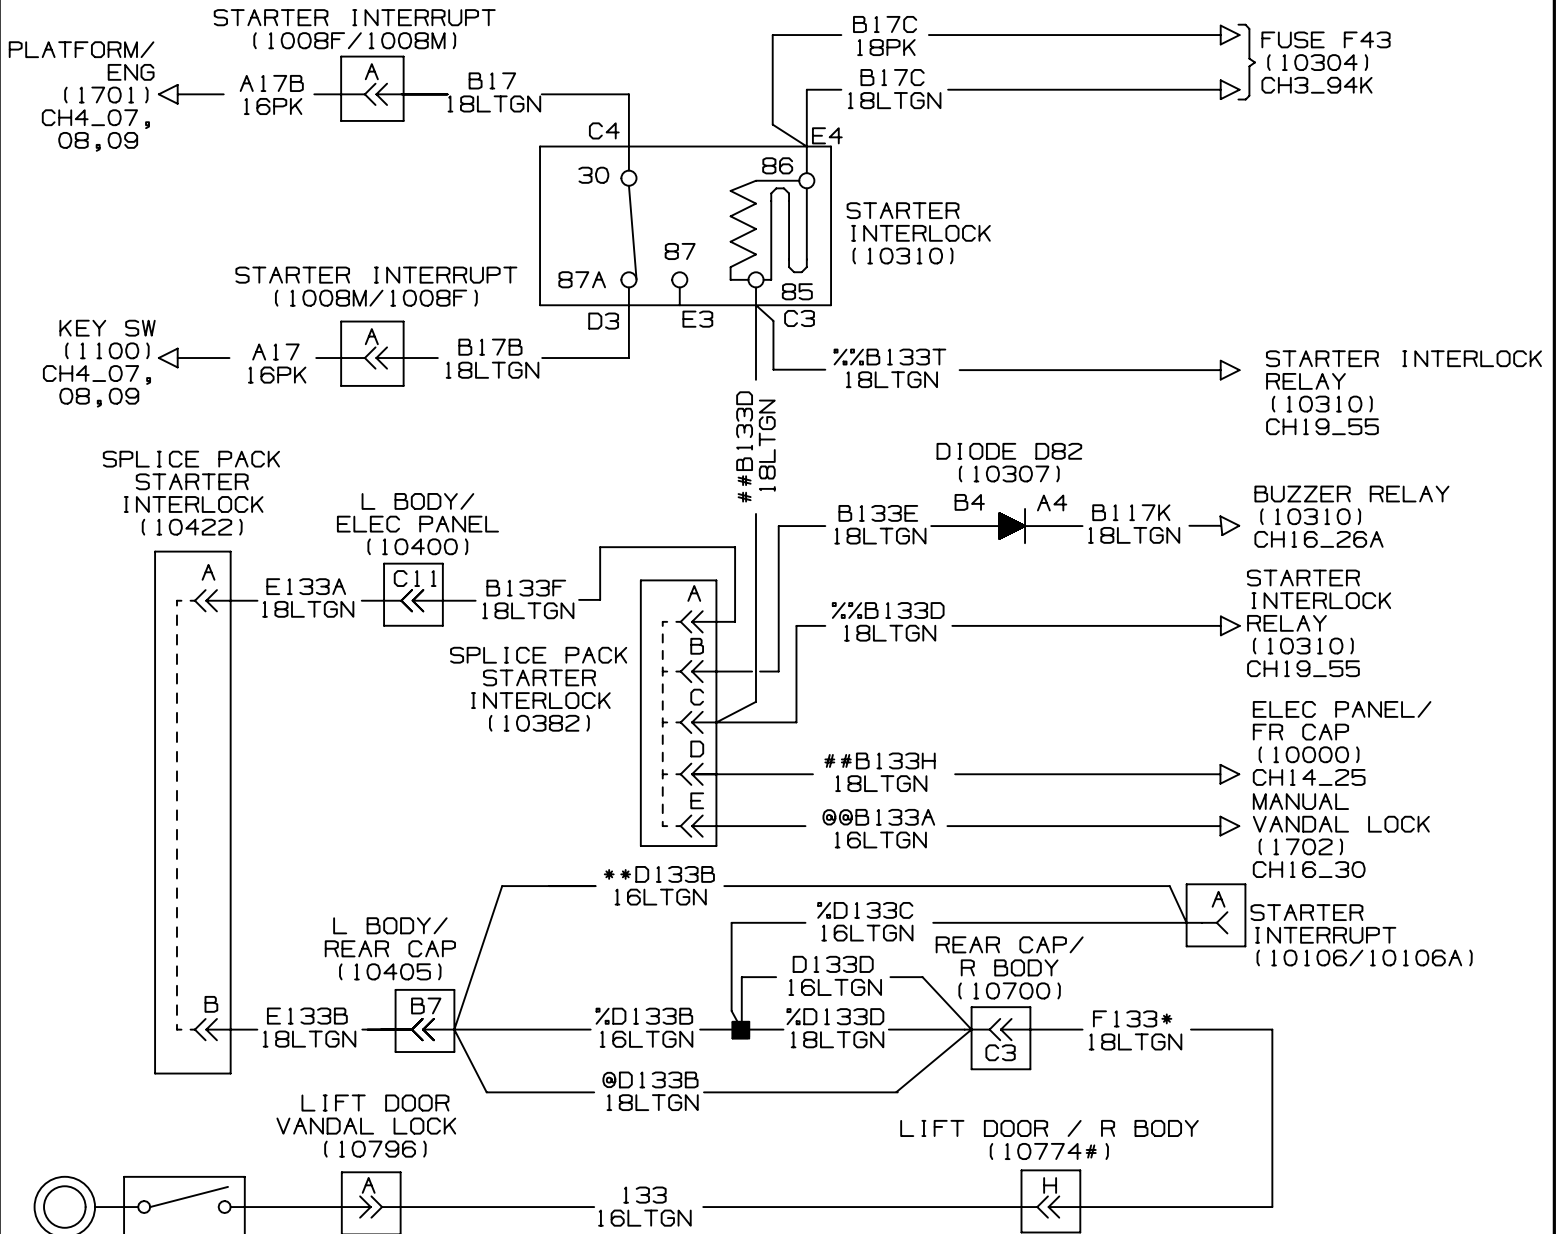 STARTER INTERRUPT
(1008F/1008M)
PLATFORM/
ENG
(1701)
CH4_07,
08,09
A17B
16PK
A
B17
18LTGN
B17C
18PK
B17C
18LTGN
FUSE F43
(10304)
CH3_94K
C4
E4
30
86
87A
87
85
STARTER
INTERLOCK
(10310)
D3
E3
C3
STARTER INTERRUPT
(1008M/1008F)
KEY SW
(1100)
CH4_07,
08,09
A17
16PK
A
B17B
18LTGN
%%B133T
18LTGN
STARTER INTERLOCK
RELAY
(10310)
CH19_55
##B133D
18LTGN
SPLICE PACK
STARTER
INTERLOCK
(10422)
L BODY/
ELEC PANEL
(10400)
DIODE D82
(10307)
B133E
18LTGN
B4
A4
B117K
18LTGN
BUZZER RELAY
(10310)
CH16_26A
A
E133A
18LTGN
C11
B133F
18LTGN
A
B
C
D
E
SPLICE PACK
STARTER
INTERLOCK
(10382)
%%B133D
18LTGN
STARTER
INTERLOCK
RELAY
(10310)
CH19_55
##B133H
18LTGN
ELEC PANEL/
FR CAP
(10000)
CH14_25
@@B133A
16LTGN
MANUAL
VANDAL LOCK
(1702)
CH16_30
**D133B
16LTGN
%D133C
16LTGN
A
STARTER
INTERRUPT
(10106/10106A)
L BODY/
REAR CAP
(10405)
D133D
16LTGN
REAR CAP/
R BODY
(10700)
B
E133B
18LTGN
B7
%D133B
16LTGN
%D133D
18LTGN
C3
F133*
18LTGN
@D133B
18LTGN
LIFT DOOR
VANDAL LOCK
(10796)
LIFT DOOR / R BODY
(10774#)
A
133
16LTGN
H